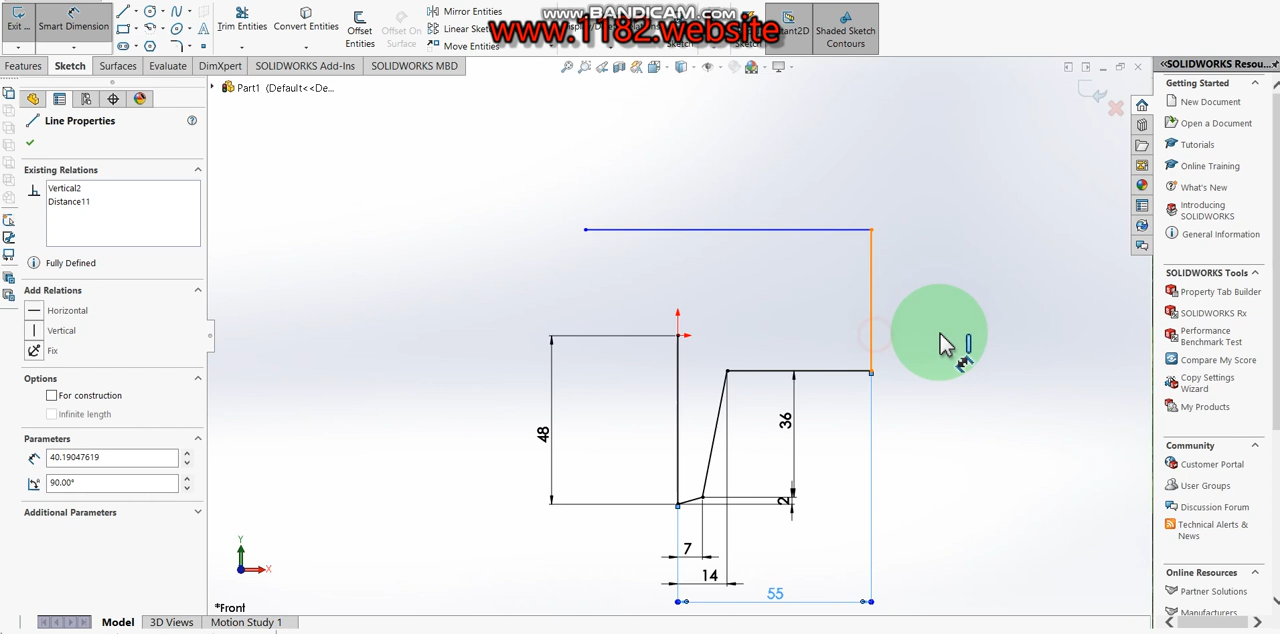 www.BANDICAM.com
www.1182.website
Exit ...
Smart Dimension
Trim Entities
Convert Entities
Offset Entities
Offset On Surface
Mirror Entities
Linear Sketch
Move Entities
Sketch
Instant2D
Shaded Sketch Contours
Features
Sketch
Surfaces
Evaluate
DimXpert
SOLIDWORKS Add-Ins
SOLIDWORKS MBD
Part1 (Default<<De...
Line Properties
Existing Relations
Vertical2
Distance11
Fully Defined
Add Relations
Horizontal
Vertical
Fix
Options
For construction
Infinite length
Parameters
40.19047619
90.00°
Additional Parameters
48
36
2
7
14
55
Y
X
*Front
Model
3D Views
Motion Study 1
SOLIDWORKS Resou...
Getting Started
New Document
Open a Document
Tutorials
Online Training
What's New
Introducing SOLIDWORKS
General Information
SOLIDWORKS Tools
Property Tab Builder
SOLIDWORKS Rx
Performance Benchmark Test
Compare My Score
Copy Settings Wizard
My Products
Community
Customer Portal
User Groups
Discussion Forum
Technical Alerts & News
Online Resources
Partner Solutions
Manufacturers